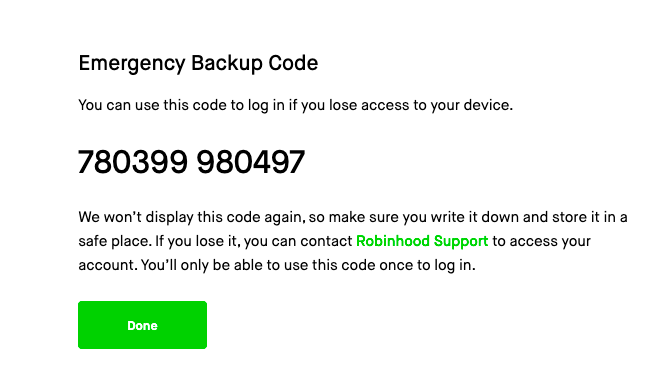 Emergency Backup Code
You can use this code to log in if you lose access to your device.
780399 980497
We won’t display this code again, so make sure you write it down and store it in a
safe place. If you lose it, you can contact Robinhood Support to access your
account. You’ll only be able to use this code once to log in.
Done